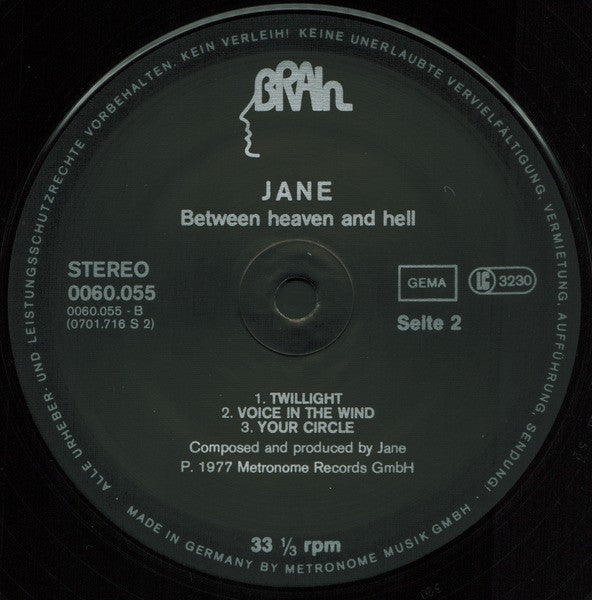 ALLE URHEBER- UND LEISTUNGSSCHUTZRECHTE VORBEHALTEN. KEIN VERLEIH! KEINE UNERLAUBTE VERVIELFÄLTIGUNG, VERMIETUNG, AUFFÜHRUNG, SENDUNG!
BRAIN
JANE
Between heaven and hell
STEREO
0060.055
0060.055 - B
(0701.716 S 2)
GEMA
LC 3230
Seite 2
1. TWILLIGHT
2. VOICE IN THE WIND
3. YOUR CIRCLE
Composed and produced by Jane
P. 1977 Metronome Records GmbH
33 1/3 rpm
· MADE IN GERMANY BY METRONOME MUSIK GMBH ·